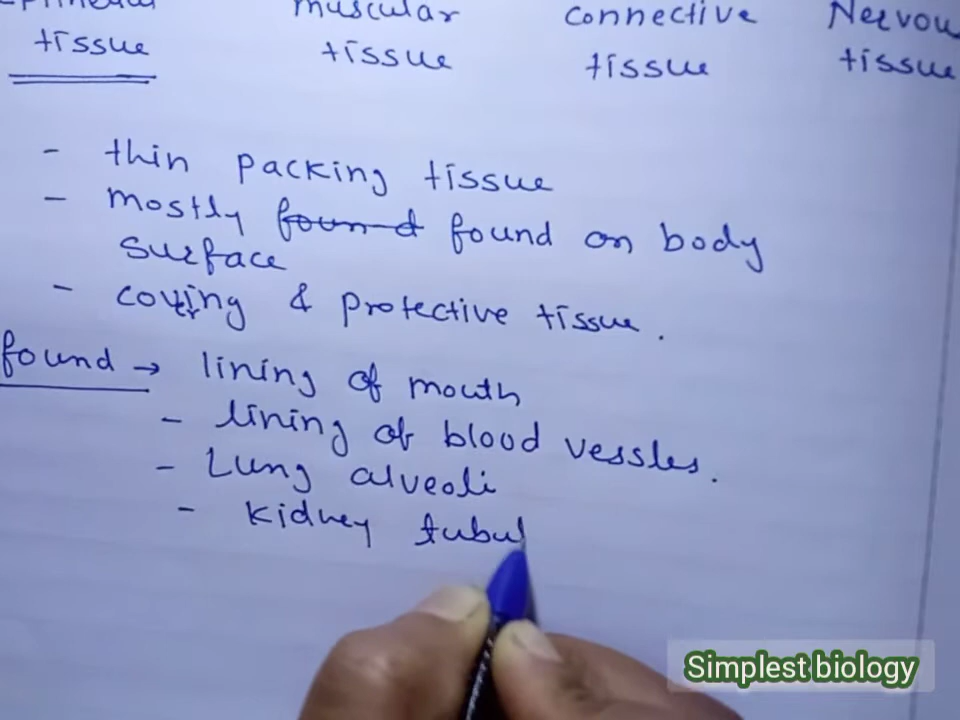 muscular connective Nervou
tissue tissue tissue tissue
- thin packing tissue
- mostly found found on body
surface
- coving & protective tissue.
found → lining of mouth
- lining of blood vessles.
- Lung alveoli
- kidney tubul
Simplest biology